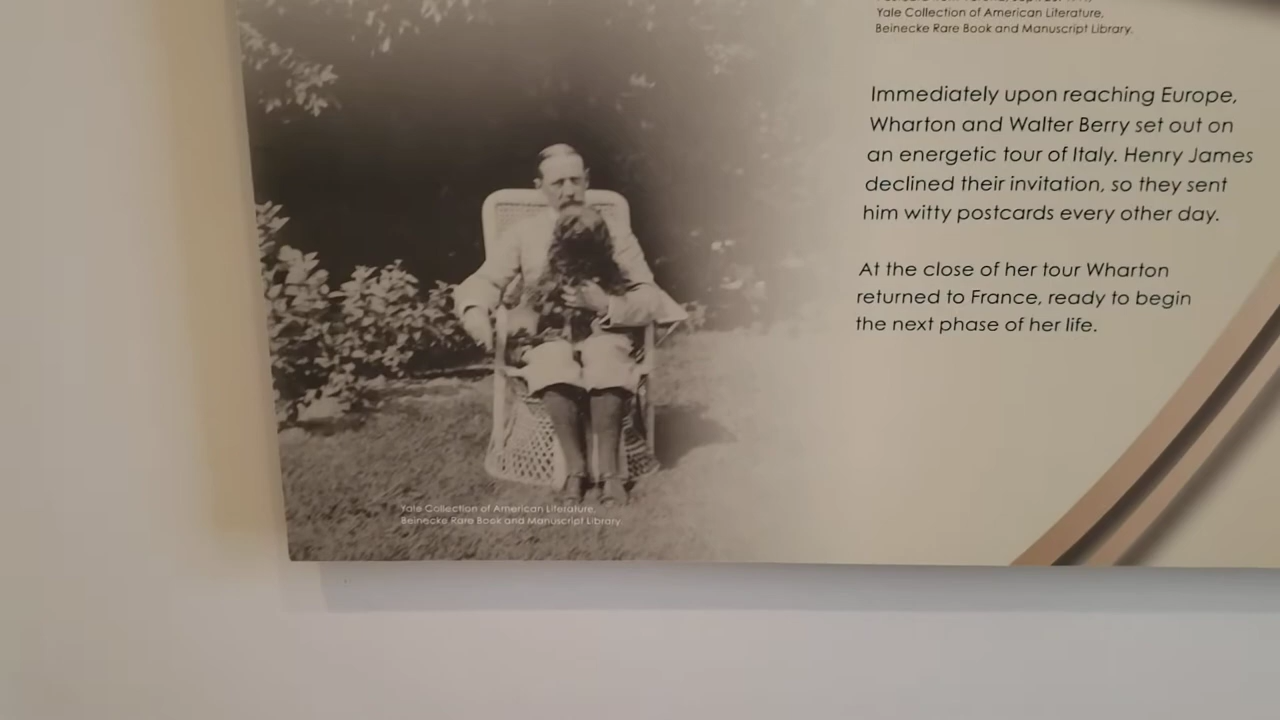 Yale Collection of American Literature,
Beinecke Rare Book and Manuscript Library.
Immediately upon reaching Europe,
Wharton and Walter Berry set out on
an energetic tour of Italy. Henry James
declined their invitation, so they sent
him witty postcards every other day.
At the close of her tour Wharton
returned to France, ready to begin
the next phase of her life.
Yale Collection of American Literature,
Beinecke Rare Book and Manuscript Library.